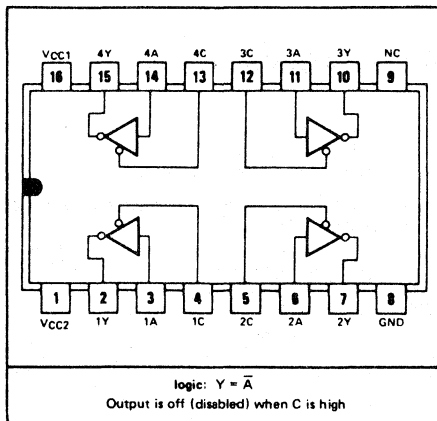 VCC1 4Y 4A 4C 3C 3A 3Y NC
16 15 14 13 12 11 10 9
1 2 3 4 5 6 7 8
VCC2 1Y 1A 1C 2C 2A 2Y GND
logic: Y = A̅
Output is off (disabled) when C is high